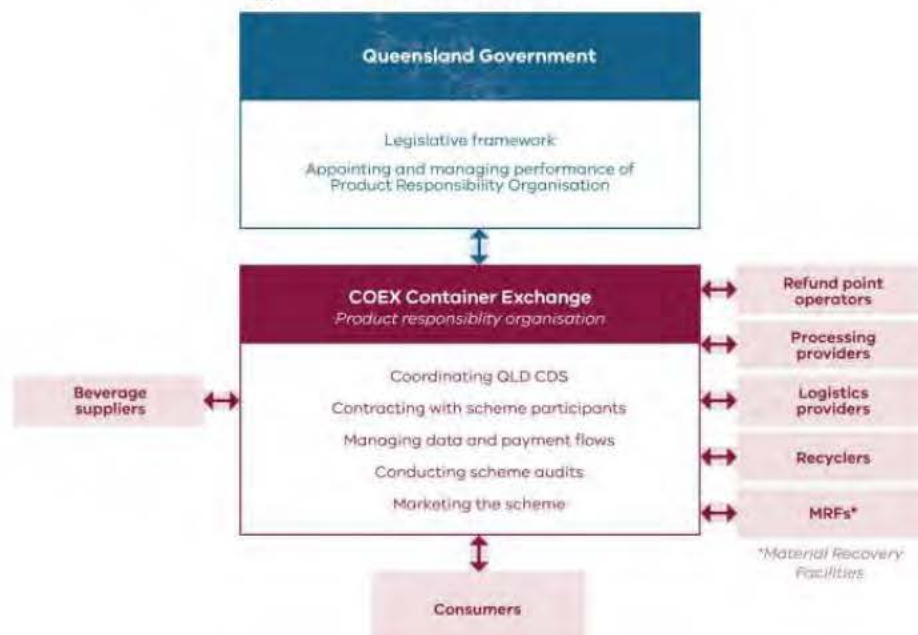 Queensland Government
Legislative framework
Appointing and managing performance of
Product Responsibility Organisation
COEX Container Exchange
Product responsiblity organisation
Coordinating QLD CDS
Contracting with scheme participants
Managing data and payment flows
Conducting scheme audits
Marketing the scheme
Beverage
suppliers
Refund point
operators
Processing
providers
Logistics
providers
Recyclers
MRFs*
*Material Recovery
Facilities
Consumers